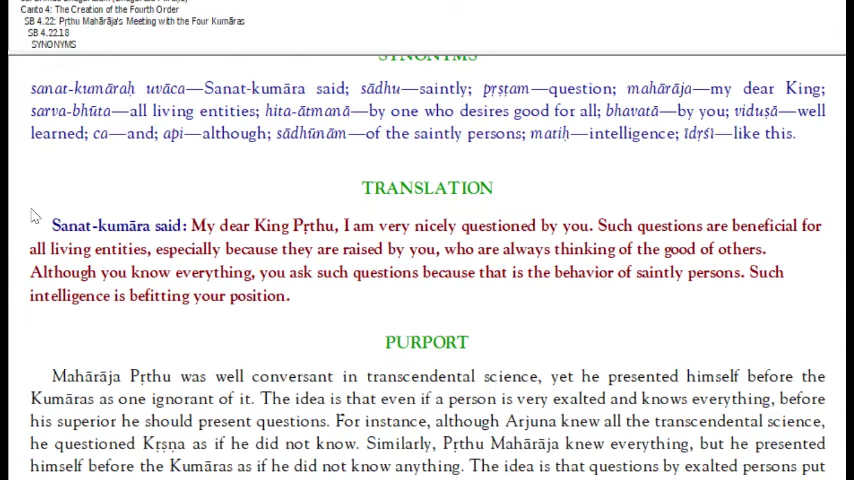 Canto 4: The Creation of the Fourth Order
SB 4.22: Pṛthu Mahārāja's Meeting with the Four Kumāras
SB 4.22.18
SYNONYMS
SYNONYMS
sanat-kumāraḥ uvāca—Sanat-kumāra said; sādhu—saintly; pṛṣṭam—question; mahārāja—my dear King;
sarva-bhūta—all living entities; hita-ātmanā—by one who desires good for all; bhavatā—by you; viduṣā—well
learned; ca—and; api—although; sādhūnām—of the saintly persons; matiḥ—intelligence; īdṛśī—like this.
TRANSLATION
Sanat-kumāra said: My dear King Pṛthu, I am very nicely questioned by you. Such questions are beneficial for
all living entities, especially because they are raised by you, who are always thinking of the good of others.
Although you know everything, you ask such questions because that is the behavior of saintly persons. Such
intelligence is befitting your position.
PURPORT
Mahārāja Pṛthu was well conversant in transcendental science, yet he presented himself before the
Kumāras as one ignorant of it. The idea is that even if a person is very exalted and knows everything, before
his superior he should present questions. For instance, although Arjuna knew all the transcendental science,
he questioned Kṛṣṇa as if he did not know. Similarly, Pṛthu Mahārāja knew everything, but he presented
himself before the Kumāras as if he did not know anything. The idea is that questions by exalted persons put